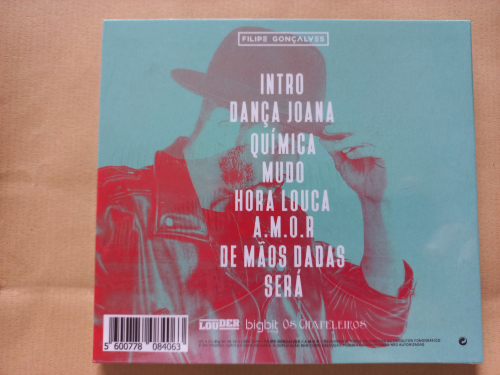 FILIPE GONÇALVES
INTRO
DANÇA JOANA
QUÍMICA
MUDO
HORA LOUCA
A.M.O.R
DE MÃOS DADAS
SERÁ
LOUDER bigbit OS CHAPELEIROS
5 600778 084063